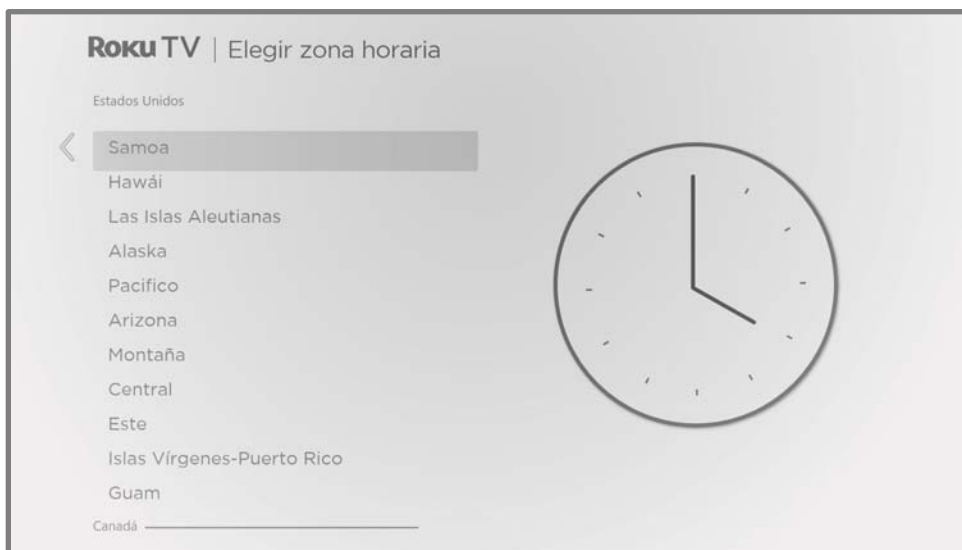 Roku TV | Elegir zona horaria
Estados Unidos
Samoa
Hawái
Las Islas Aleutianas
Alaska
Pacifico
Arizona
Montaña
Central
Este
Islas Vírgenes-Puerto Rico
Guam
Canadá